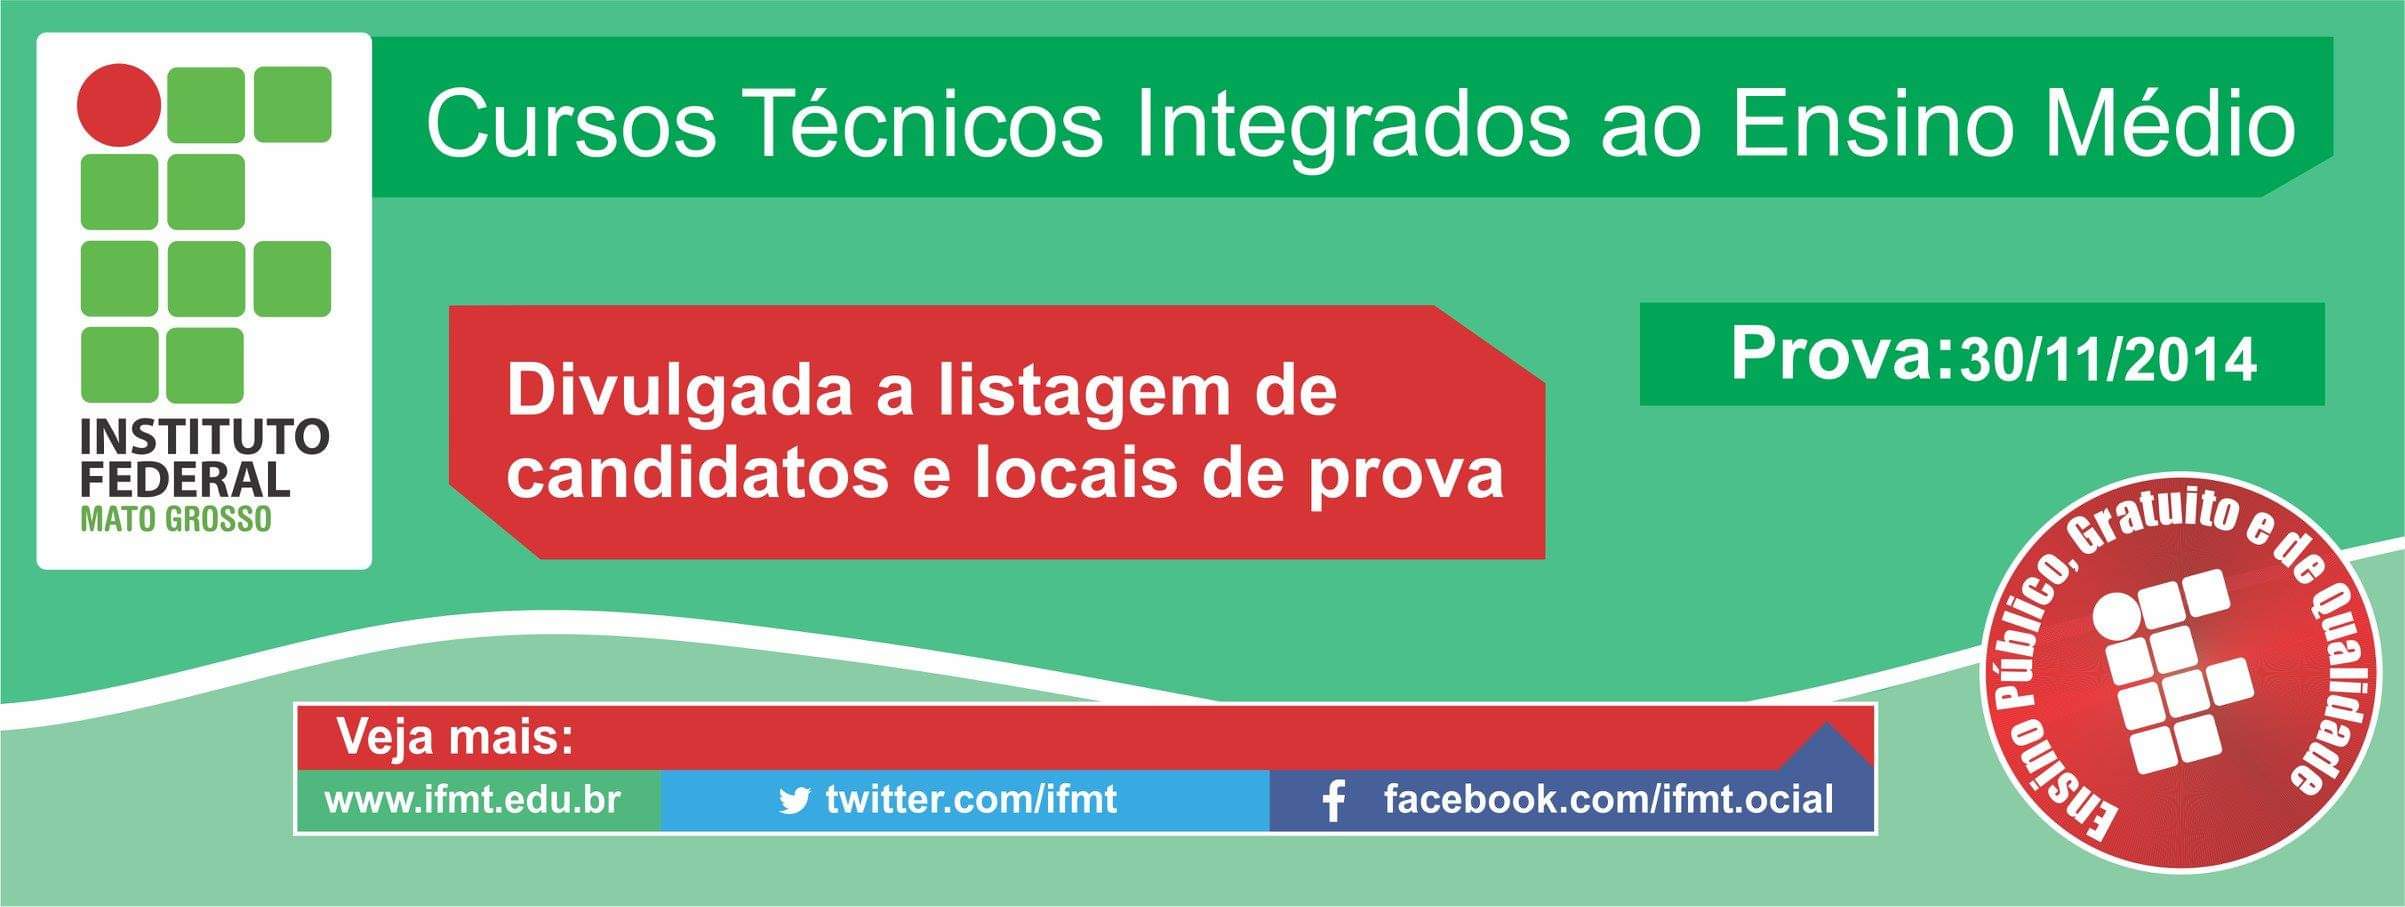 Cursos Técnicos Integrados ao Ensino Médio
INSTITUTO
FEDERAL
MATO GROSSO
Divulgada a listagem de
candidatos e locais de prova
Prova:30/11/2014
Ensino Público, Gratuito e de Qualidade
Veja mais:
www.ifmt.edu.br
twitter.com/ifmt
facebook.com/ifmt.ocial